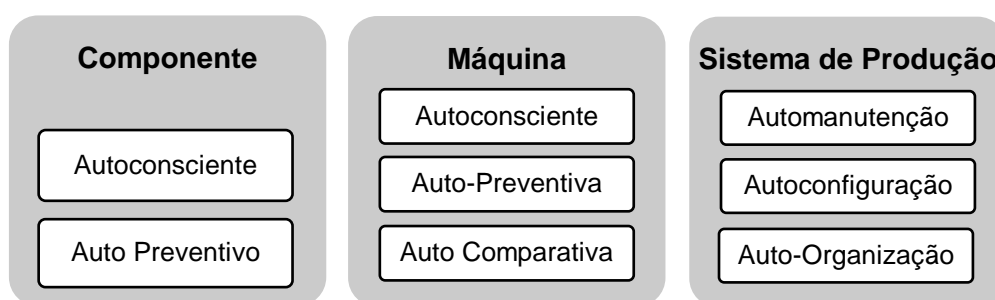 Componente
Autoconsciente
Auto Preventivo
Máquina
Autoconsciente
Auto-Preventiva
Auto Comparativa
Sistema de Produção
Automanutenção
Autoconfiguração
Auto-Organização